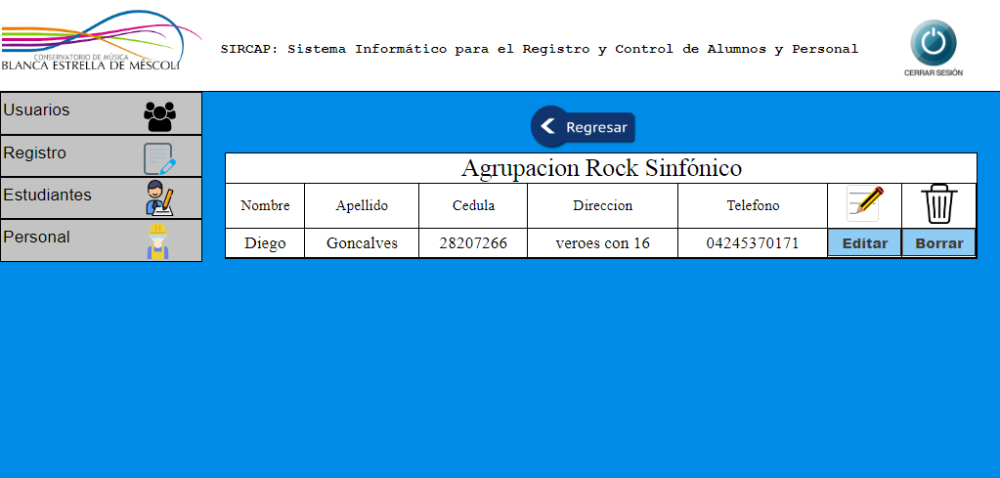 CONSERVATORIO DE MÚSICA
BLANCA ESTRELLA DE MÉSCOLI
SIRCAP: Sistema Informático para el Registro y Control de Alumnos y Personal
CERRAR SESIÓN
Usuarios
Registro
Estudiantes
Personal
Regresar
Agrupacion Rock Sinfónico
Nombre Apellido Cedula Direccion Telefono
Diego Goncalves 28207266 veroes con 16 04245370171 Editar Borrar